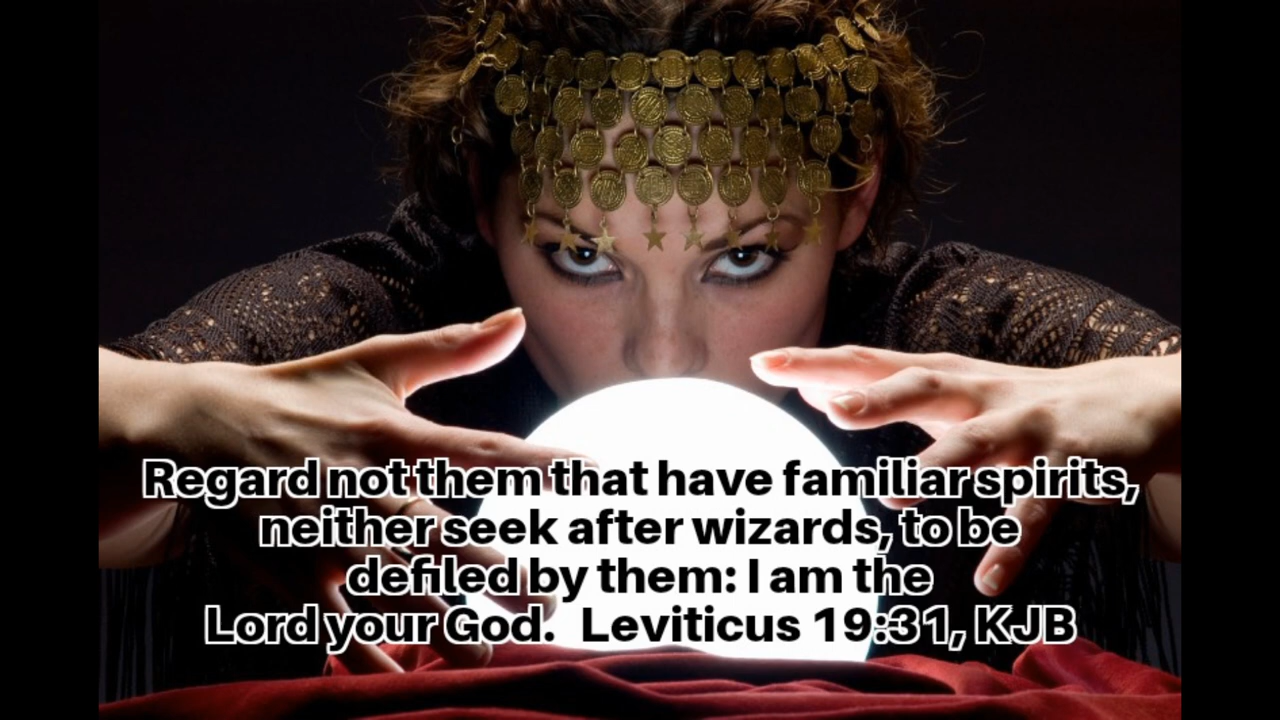 Regard not them that have familiar spirits,
neither seek after wizards, to be
defiled by them: I am the
Lord your God.  Leviticus 19:31, KJB